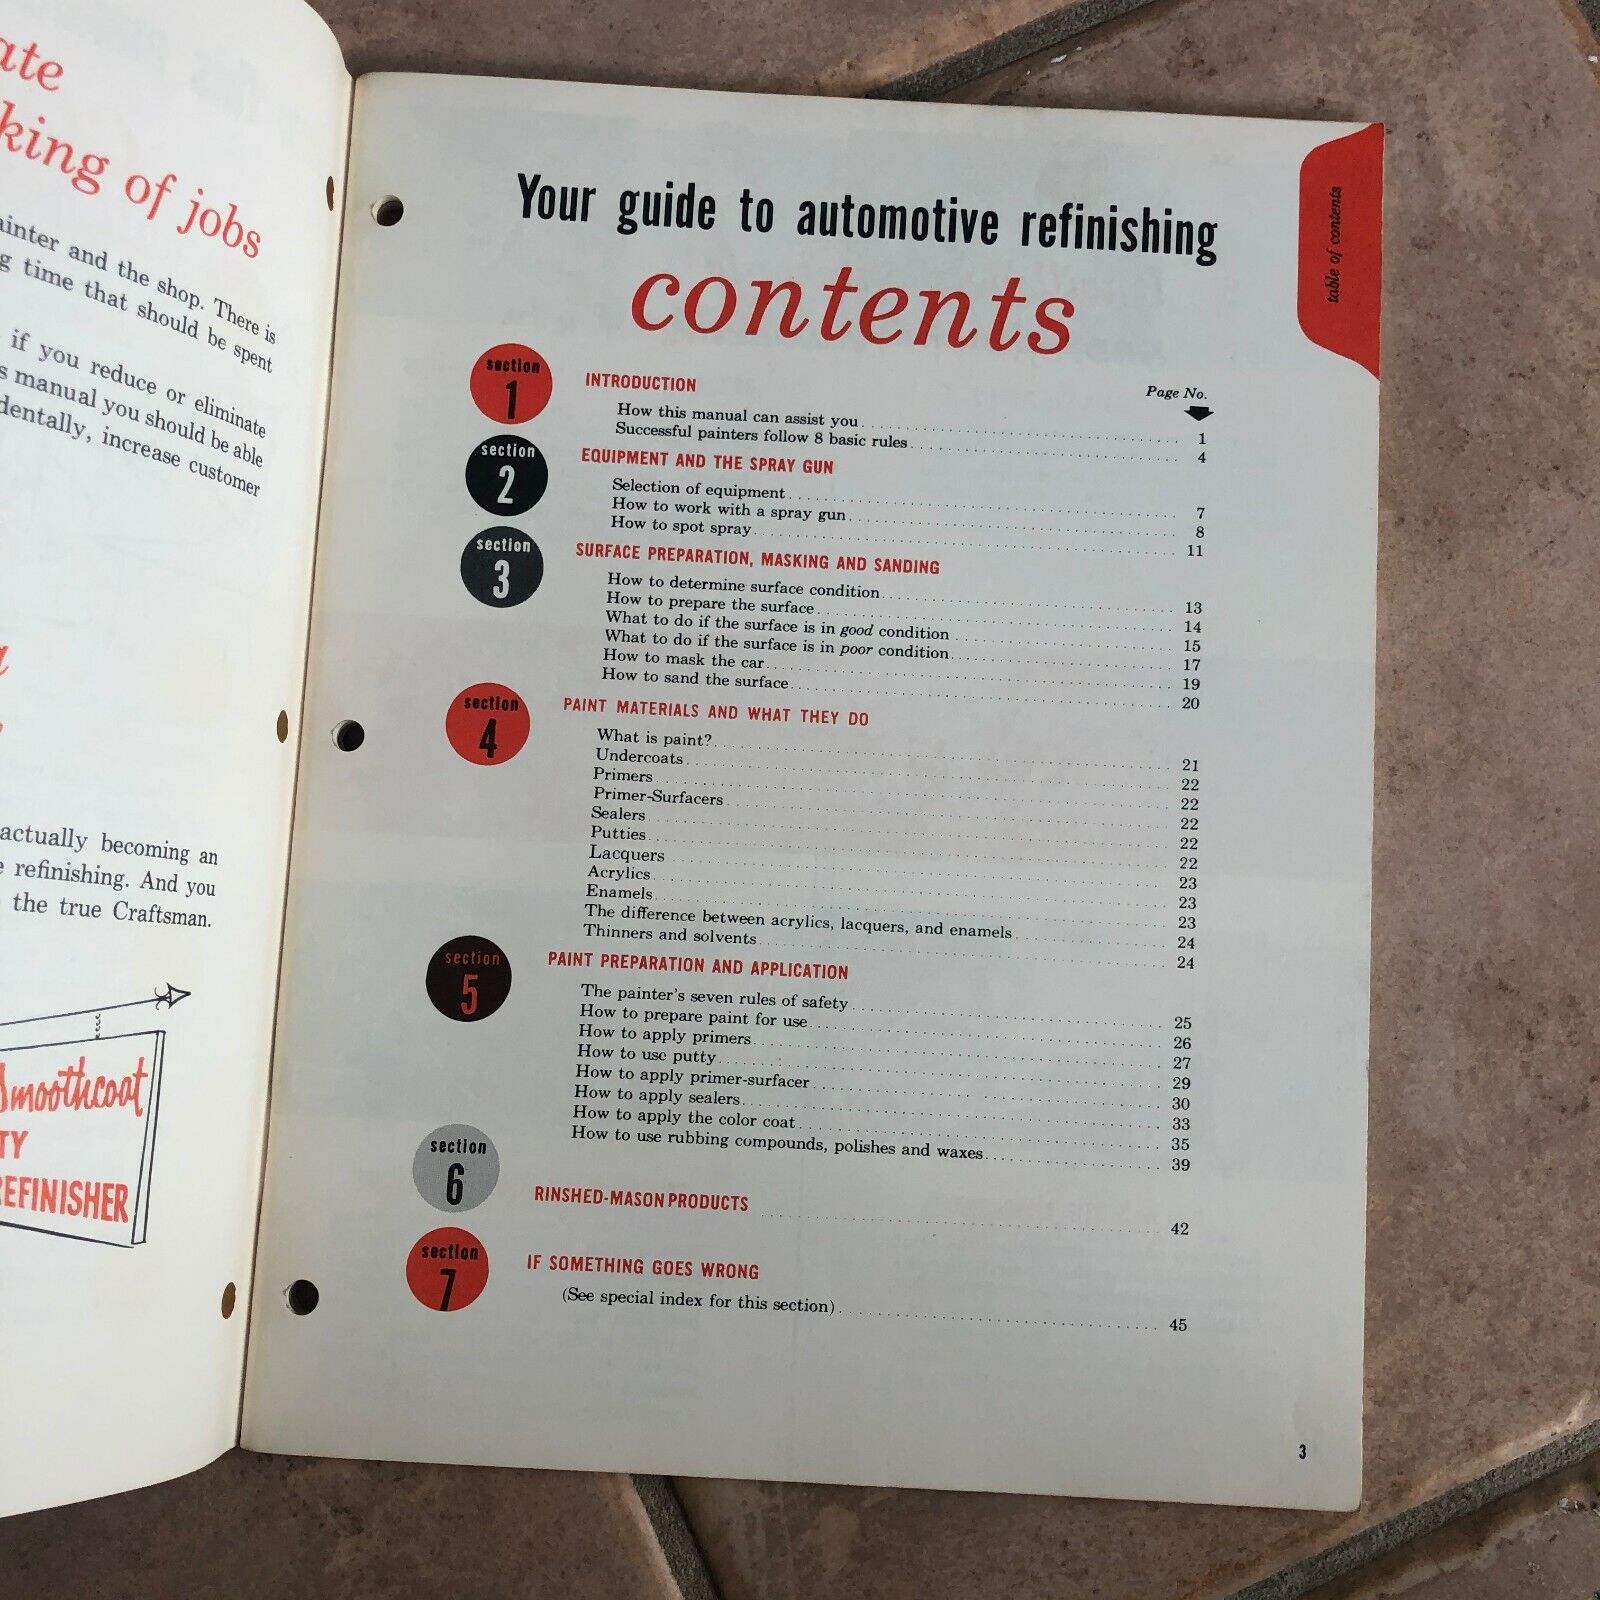 ate
king of jobs
ainter and the shop. There is
g time that should be spent
if you reduce or eliminate
s manual you should be able
dentally, increase customer
actually becoming an
e refinishing. And you
the true Craftsman.
Smoothcoat
TY
REFINISHER
table of contents
Your guide to automotive refinishing
contents
Page No.
section 1
INTRODUCTION
How this manual can assist you 1
Successful painters follow 8 basic rules 4
section 2
EQUIPMENT AND THE SPRAY GUN
Selection of equipment 7
How to work with a spray gun 8
How to spot spray 11
section 3
SURFACE PREPARATION, MASKING AND SANDING
How to determine surface condition 13
How to prepare the surface 14
What to do if the surface is in good condition 15
What to do if the surface is in poor condition 17
How to mask the car 19
How to sand the surface 20
section 4
PAINT MATERIALS AND WHAT THEY DO
What is paint? 21
Undercoats 22
Primers 22
Primer-Surfacers 22
Sealers 22
Putties 22
Lacquers 23
Acrylics 23
Enamels 23
The difference between acrylics, lacquers, and enamels 24
Thinners and solvents 24
section 5
PAINT PREPARATION AND APPLICATION
The painter's seven rules of safety 25
How to prepare paint for use 26
How to apply primers 27
How to use putty 29
How to apply primer-surfacer 30
How to apply sealers 33
How to apply the color coat 35
How to use rubbing compounds, polishes and waxes 39
section 6
RINSHED-MASON PRODUCTS 42
section 7
IF SOMETHING GOES WRONG
(See special index for this section) 45
3